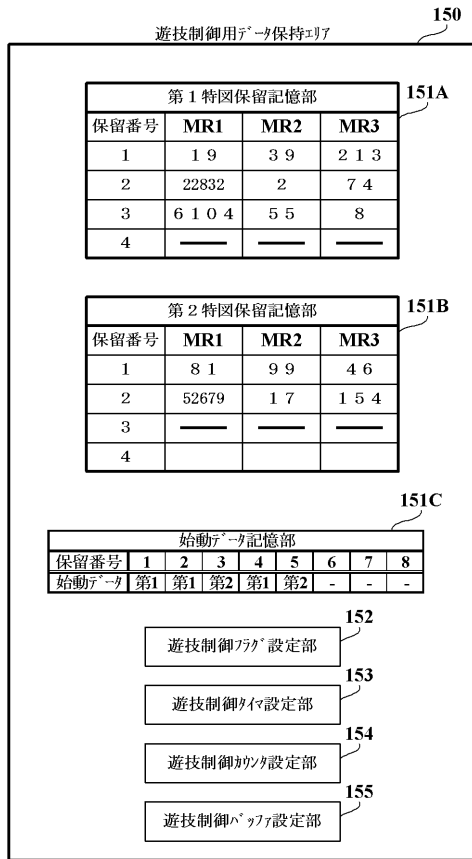 150
遊技制御用データ保持エリア
151A
第１特図保留記憶部
保留番号 MR1 MR2 MR3
1 １９ ３９ ２１３
2 22832 2 ７４
3 ６１０４ ５５ 8
4 ── ── ──
151B
第２特図保留記憶部
保留番号 MR1 MR2 MR3
1 ８１ ９９ ４６
2 52679 １７ １５４
3 ── ── ──
4
151C
始動データ記憶部
保留番号 1 2 3 4 5 6 7 8
始動データ 第1 第1 第2 第1 第2 - - -
152
遊技制御フラグ設定部
153
遊技制御タイマ設定部
154
遊技制御カウンタ設定部
155
遊技制御バッファ設定部